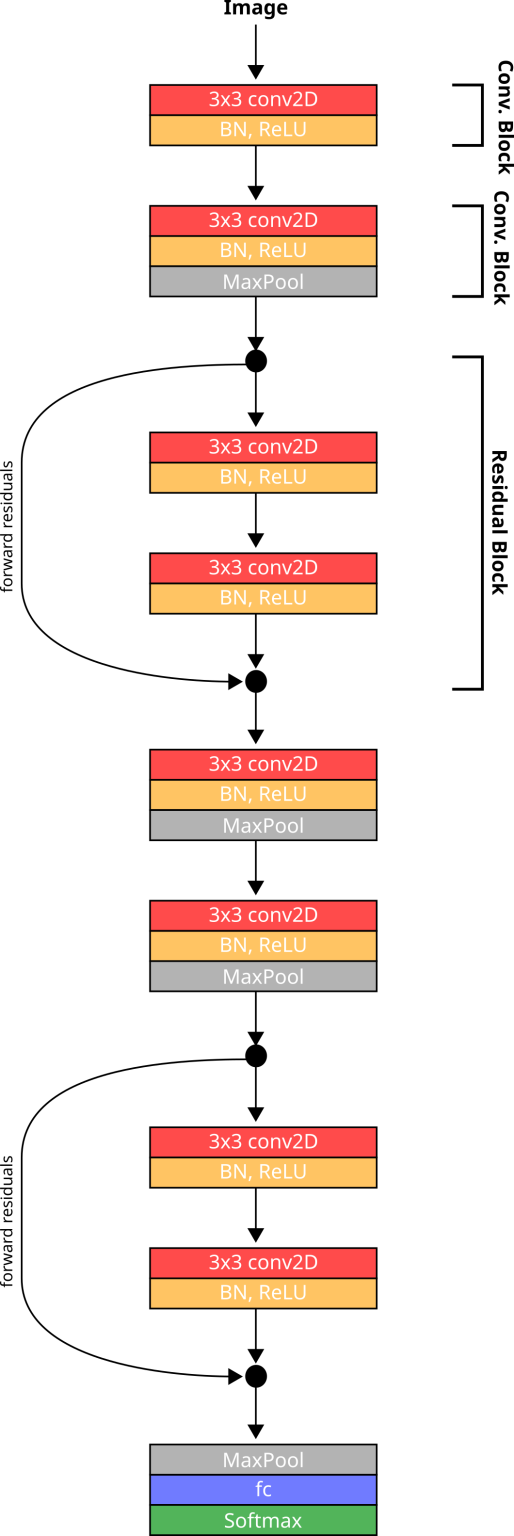 Image
3x3 conv2D
BN, ReLU
Conv. Block
3x3 conv2D
BN, ReLU
MaxPool
Conv. Block
forward residuals
3x3 conv2D
BN, ReLU
3x3 conv2D
BN, ReLU
Residual Block
3x3 conv2D
BN, ReLU
MaxPool
3x3 conv2D
BN, ReLU
MaxPool
forward residuals
3x3 conv2D
BN, ReLU
3x3 conv2D
BN, ReLU
MaxPool
fc
Softmax